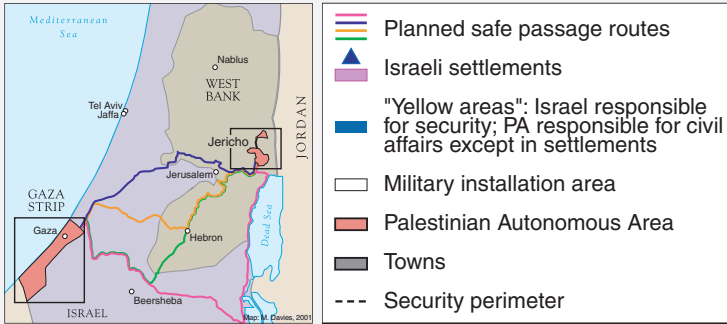 Mediterranean
Sea
Nablus
WEST
BANK
Tel Aviv
Jaffa
Jericho
JORDAN
Jerusalem
GAZA
STRIP
Gaza
Hebron
Dead Sea
Beersheba
ISRAEL
Map: M. Davies, 2001
Planned safe passage routes
Israeli settlements
"Yellow areas": Israel responsible
for security; PA responsible for civil
affairs except in settlements
Military installation area
Palestinian Autonomous Area
Towns
Security perimeter